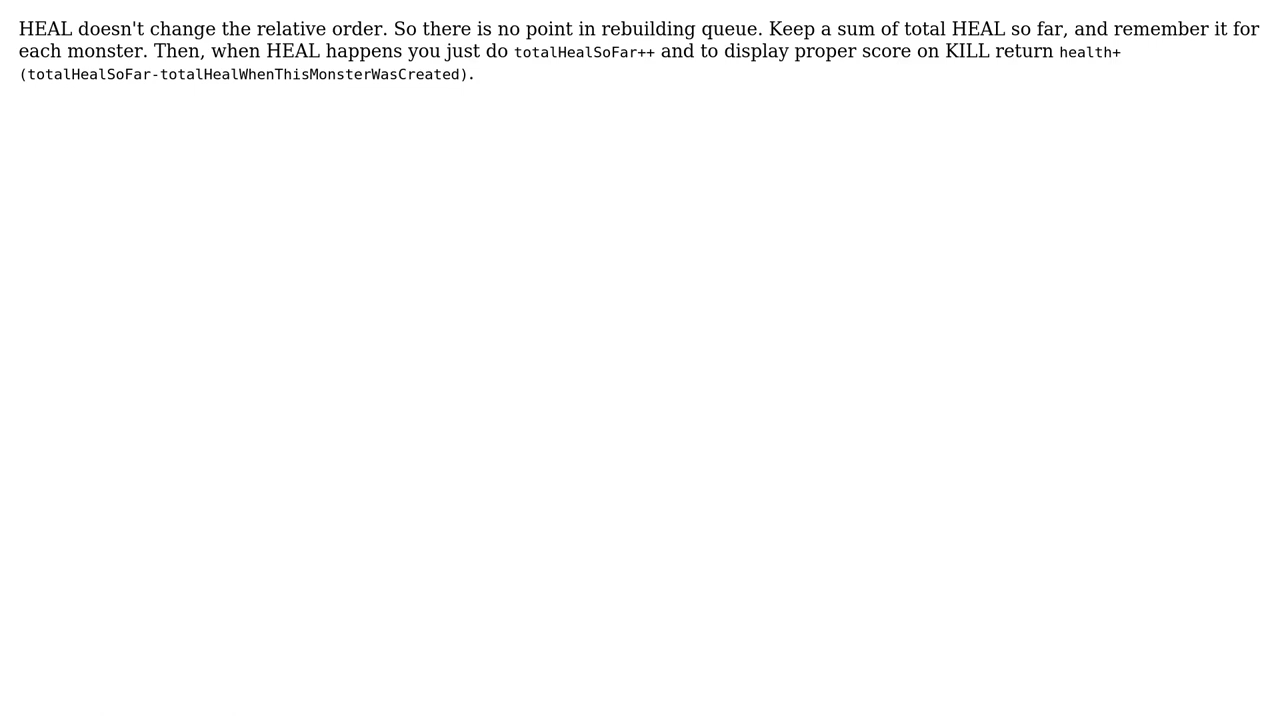 HEAL doesn't change the relative order. So there is no point in rebuilding queue. Keep a sum of total HEAL so far, and remember it for
each monster. Then, when HEAL happens you just do totalHealSoFar++ and to display proper score on KILL return health+
(totalHealSoFar-totalHealWhenThisMonsterWasCreated).